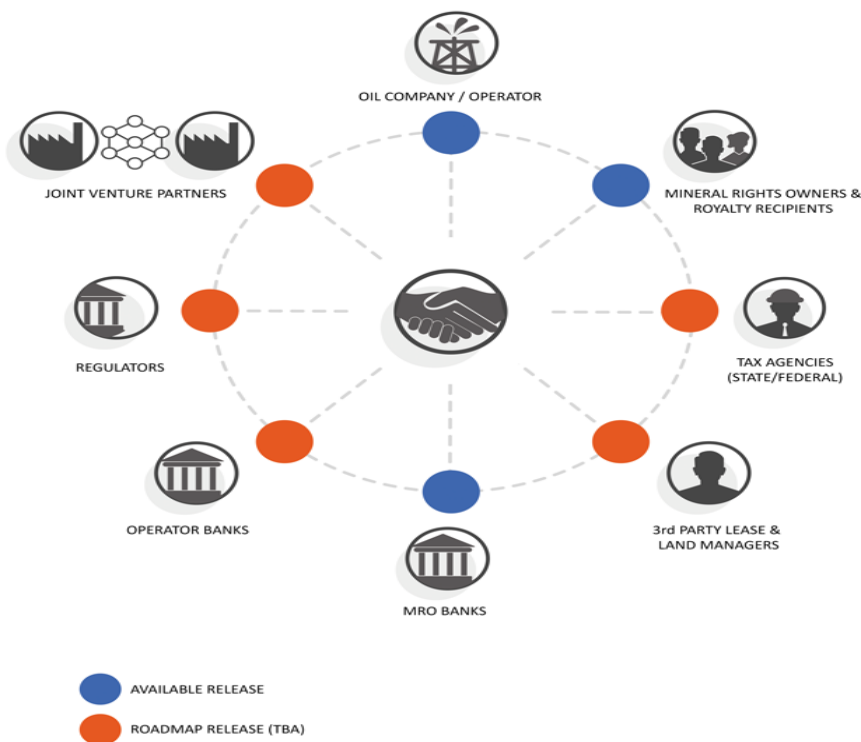 OIL COMPANY / OPERATOR
JOINT VENTURE PARTNERS
MINERAL RIGHTS OWNERS &
ROYALTY RECIPIENTS
REGULATORS
TAX AGENCIES
(STATE/FEDERAL)
OPERATOR BANKS
3rd PARTY LEASE &
LAND MANAGERS
MRO BANKS
AVAILABLE RELEASE
ROADMAP RELEASE (TBA)